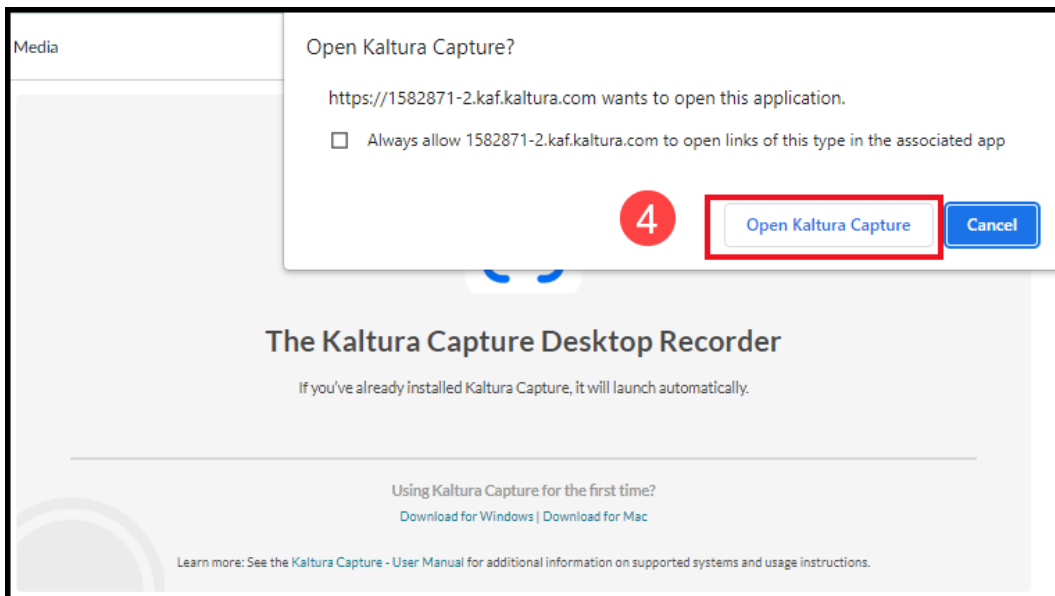 Media
Open Kaltura Capture?
https://1582871-2.kaf.kaltura.com wants to open this application.
Always allow 1582871-2.kaf.kaltura.com to open links of this type in the associated app
4
Open Kaltura Capture
Cancel
The Kaltura Capture Desktop Recorder
If you've already installed Kaltura Capture, it will launch automatically.
Using Kaltura Capture for the first time?
Download for Windows | Download for Mac
Learn more: See the Kaltura Capture - User Manual for additional information on supported systems and usage instructions.